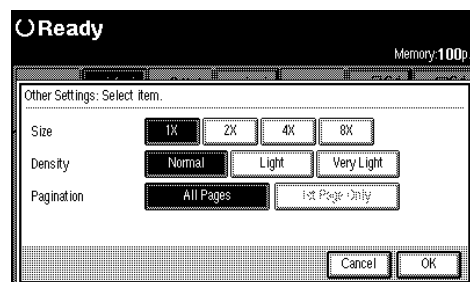 Ready
Memory:100p.
Other Settings: Select item.
Size 1X 2X 4X 8X
Density Normal Light Very Light
Pagination All Pages 1st Page Only
Cancel OK